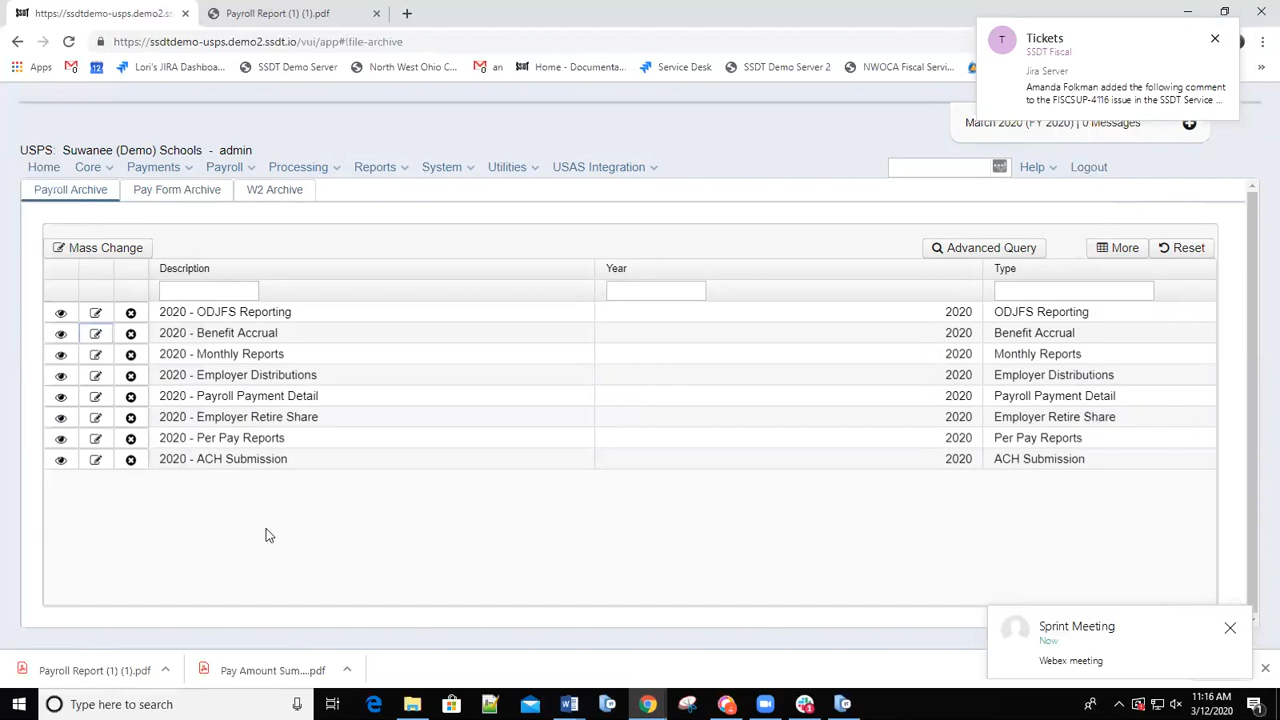 https://ssdtdemo-usps.demo2.ss
Payroll Report (1) (1).pdf
https://ssdtdemo-usps.demo2.ssdt.io/vui/app#!file-archive
Apps
12
Lori's JIRA Dashboa...
SSDT Demo Server
North West Ohio C...
an
Home - Documenta...
Service Desk
SSDT Demo Server 2
NWOCA Fiscal Servi...
T
Tickets
SSDT Fiscal
Jira Server
Amanda Folkman added the following comment
to the FISCSUP-4116 issue in the SSDT Service ...
March 2020 (FY 2020) | 0 Messages
USPS: Suwanee (Demo) Schools - admin
Home Core Payments Payroll Processing Reports System Utilities USAS Integration Help Logout
Payroll Archive Pay Form Archive W2 Archive
Mass Change Advanced Query More Reset
Description Year Type
2020 - ODJFS Reporting 2020 ODJFS Reporting
2020 - Benefit Accrual 2020 Benefit Accrual
2020 - Monthly Reports 2020 Monthly Reports
2020 - Employer Distributions 2020 Employer Distributions
2020 - Payroll Payment Detail 2020 Payroll Payment Detail
2020 - Employer Retire Share 2020 Employer Retire Share
2020 - Per Pay Reports 2020 Per Pay Reports
2020 - ACH Submission 2020 ACH Submission
Sprint Meeting
Now
Webex meeting
Payroll Report (1) (1).pdf
Pay Amount Sum....pdf
Type here to search
11:16 AM
3/12/2020